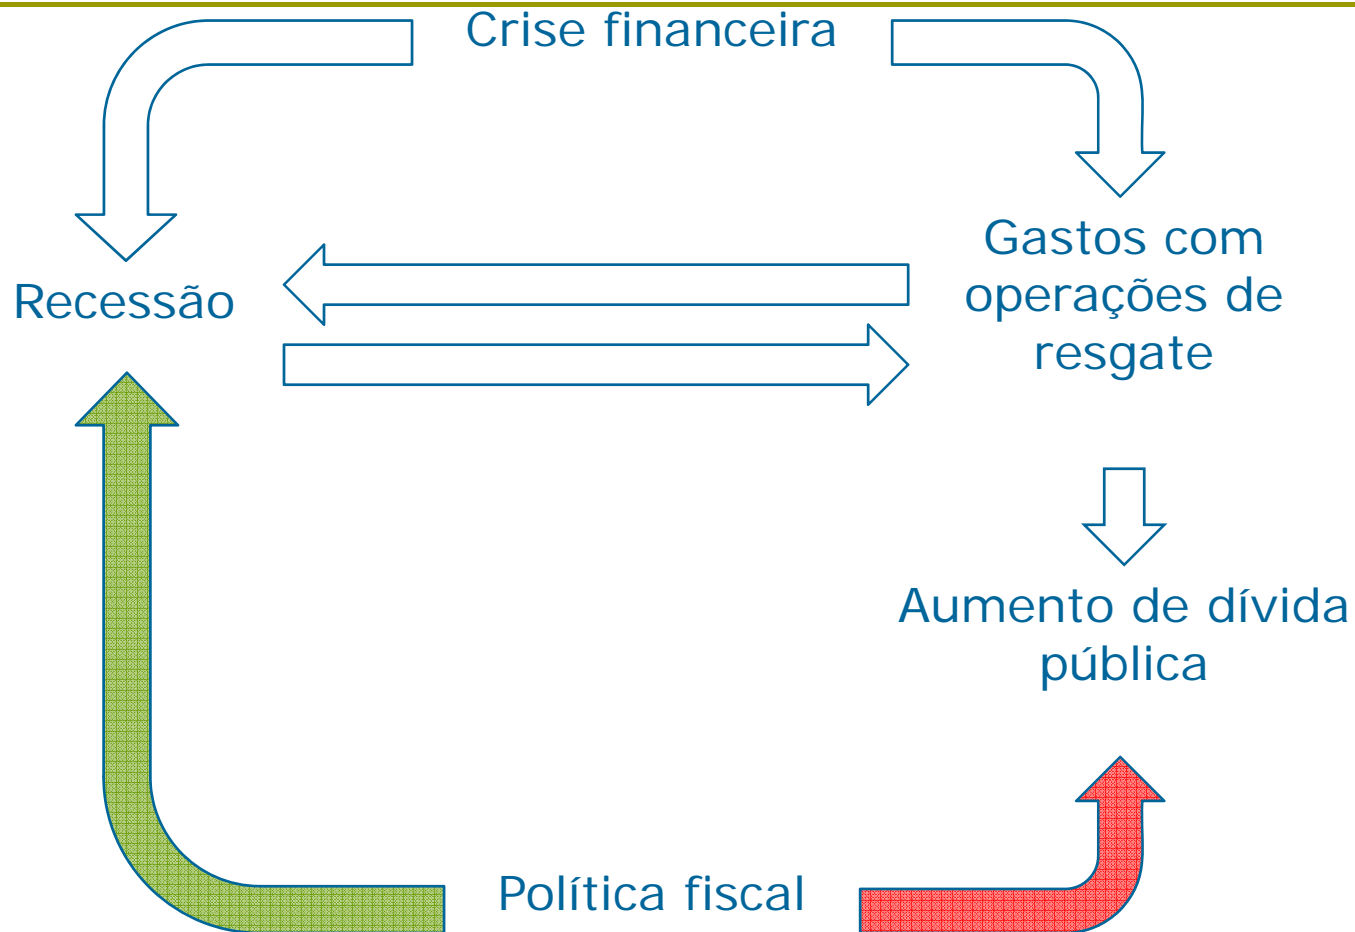 Crise financeira
Recessão
Gastos com
operações de
resgate
Aumento de dívida
pública
Política fiscal